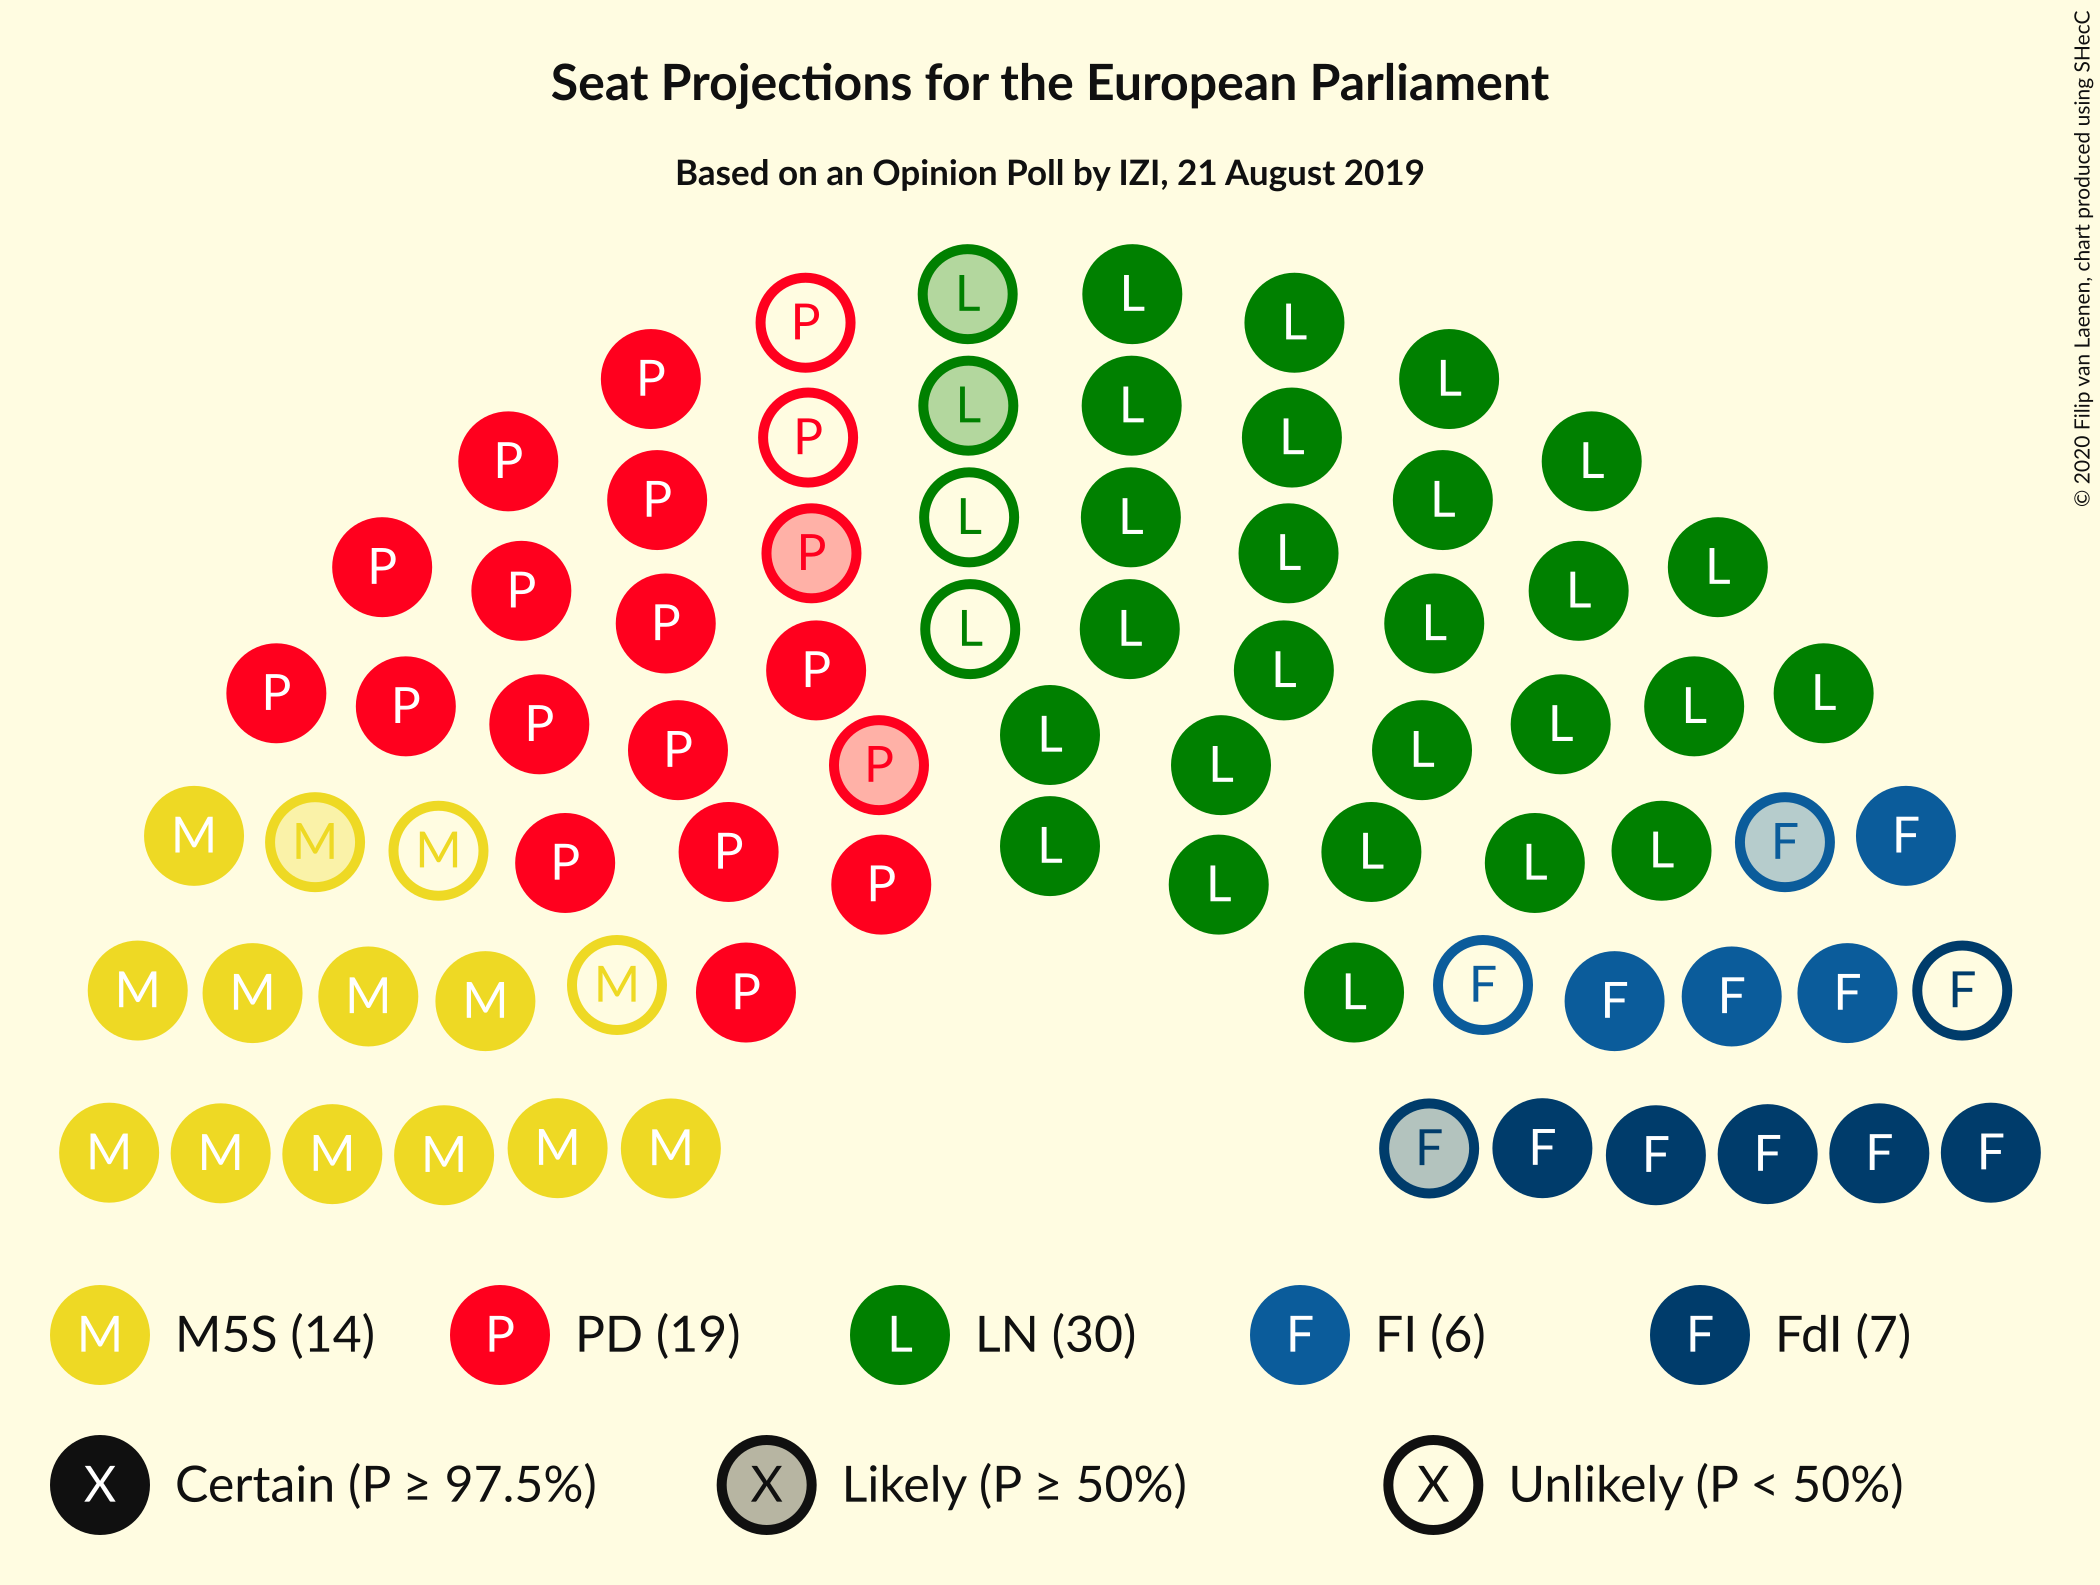 Seat Projections for the European Parliament
Based on an Opinion Poll by IZI, 21 August 2019
© 2020 Filip van Laenen, chart produced using SHecC
L L
P L
P L
L L
P L
P L
P L
P L
L L
P L
P L
P L
P L
P L
L L
P L
P L
P L
P L
P L
L L
P L
P L
M F
M F
L L
M L
P L
P L
P L
M F
M F
M F
P L
M F
M F
M F
M F
M F
M F
M F
M F
M F
M M5S (14) P PD (19) L LN (30) F FI (6) F FdI (7)
X Certain (P ≥ 97.5%) X Likely (P ≥ 50%) X Unlikely (P < 50%)